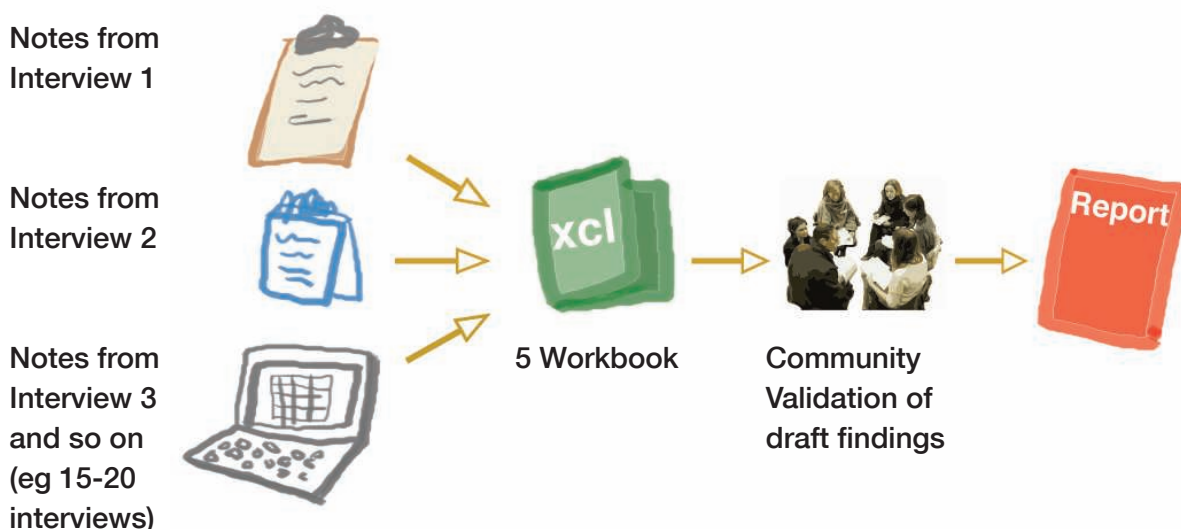 Notes from
Interview 1
Notes from
Interview 2
Notes from
Interview 3
and so on
(eg 15-20
interviews)
xcl
5 Workbook
Community
Validation of
draft findings
Report